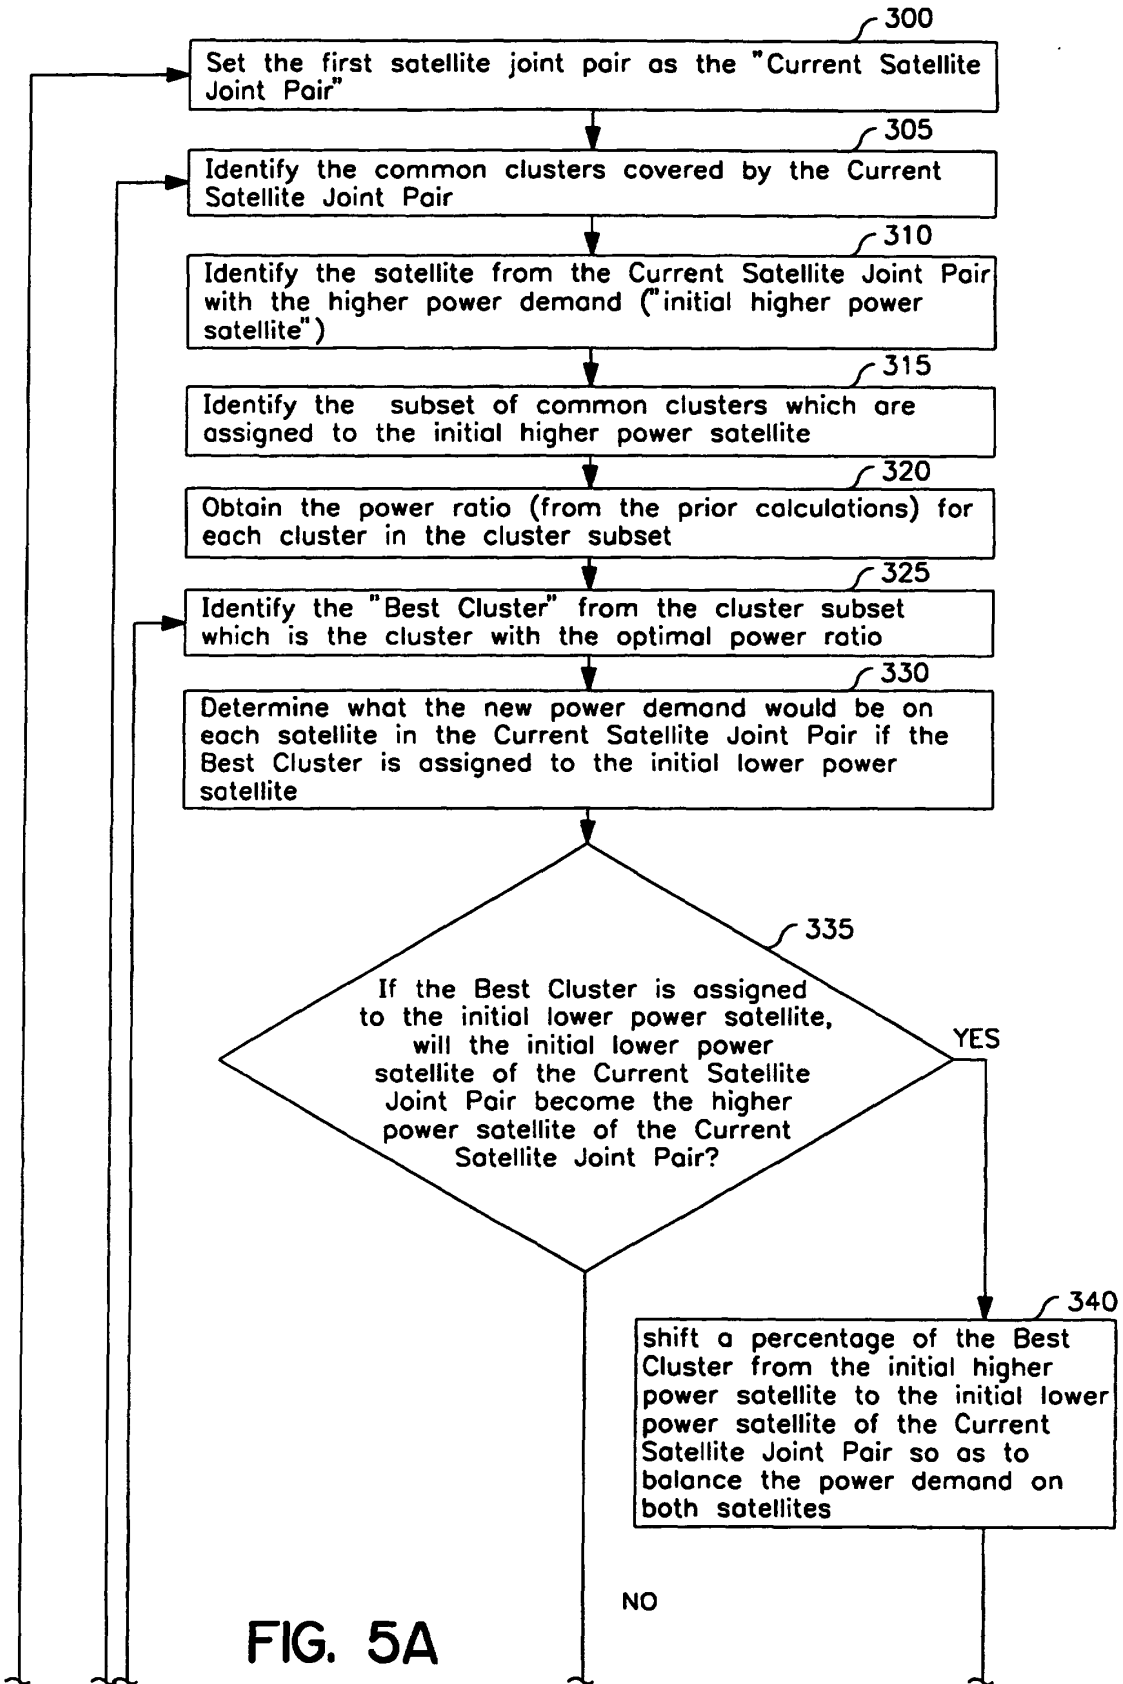 300
Set the first satellite joint pair as the "Current Satellite
Joint Pair"
305
Identify the common clusters covered by the Current
Satellite Joint Pair
310
Identify the satellite from the Current Satellite Joint Pair
with the higher power demand ("initial higher power
satellite")
315
Identify the subset of common clusters which are
assigned to the initial higher power satellite
320
Obtain the power ratio (from the prior calculations) for
each cluster in the cluster subset
325
Identify the "Best Cluster" from the cluster subset
which is the cluster with the optimal power ratio
330
Determine what the new power demand would be on
each satellite in the Current Satellite Joint Pair if the
Best Cluster is assigned to the initial lower power
satellite
335
If the Best Cluster is assigned
to the initial lower power satellite,
will the initial lower power
satellite of the Current Satellite
Joint Pair become the higher
power satellite of the Current
Satellite Joint Pair?
YES
340
shift a percentage of the Best
Cluster from the initial higher
power satellite to the initial lower
power satellite of the Current
Satellite Joint Pair so as to
balance the power demand on
both satellites
NO
FIG. 5A